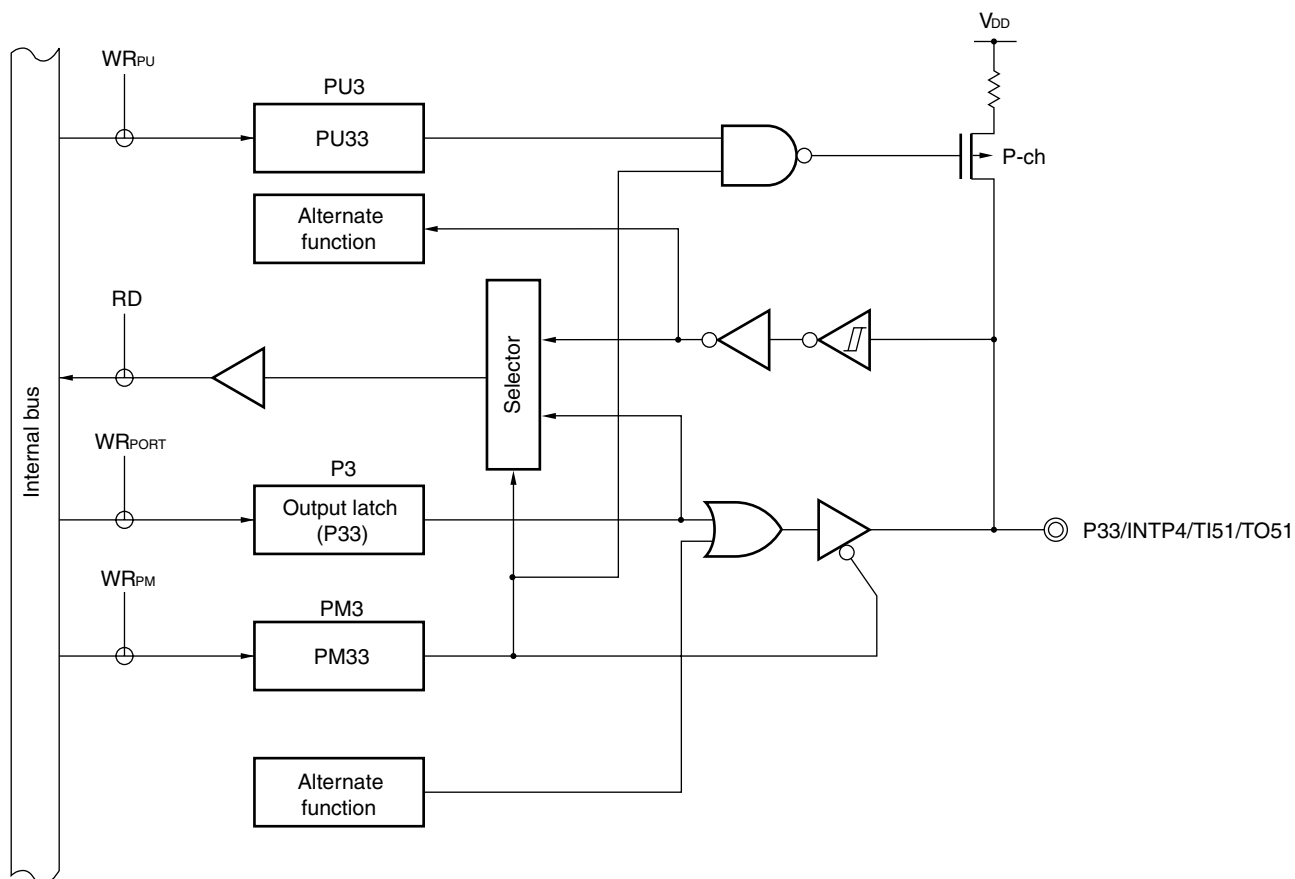 VDD
WRPU
PU3
PU33
P-ch
Alternate
function
RD
Selector
Internal bus
WRPORT
P3
Output latch
(P33)
P33/INTP4/TI51/TO51
WRPM
PM3
PM33
Alternate
function